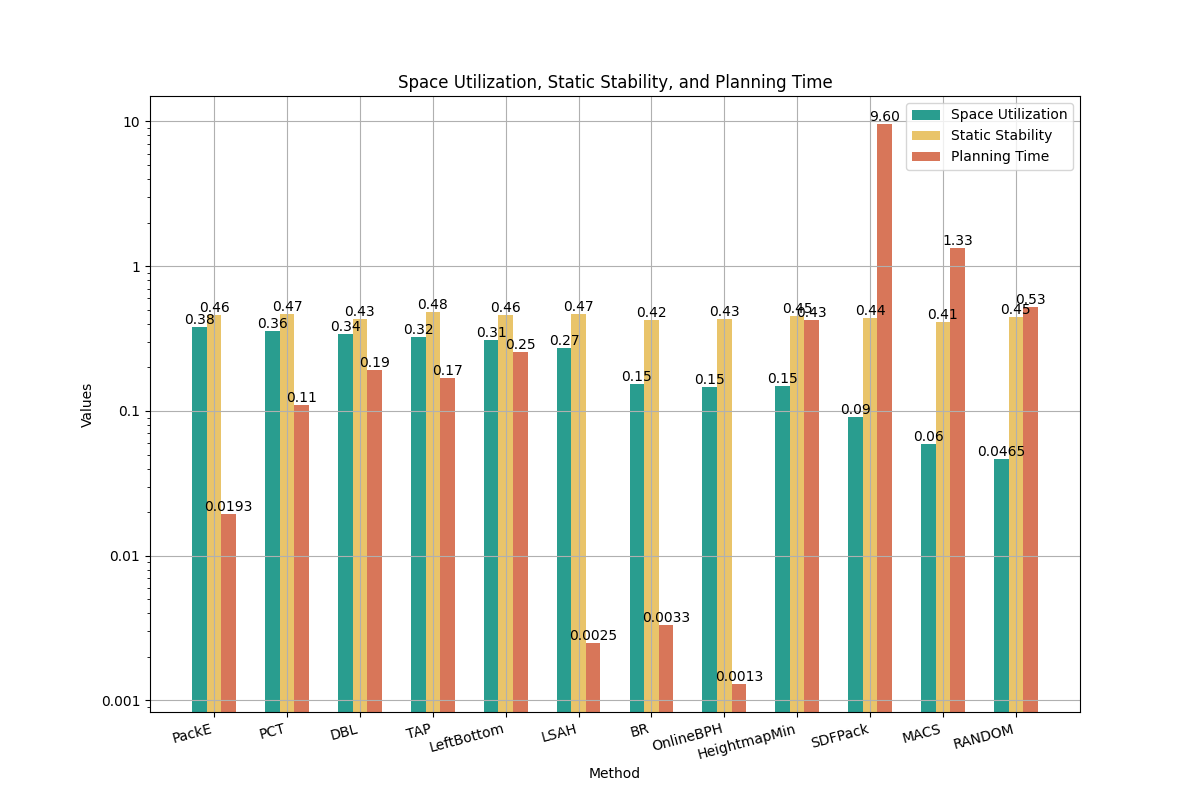 Space Utilization, Static Stability, and Planning Time
Space Utilization
Static Stability
Planning Time
Values
10
1
0.1
0.01
0.001
0.38
0.46
0.0193
0.36
0.47
0.11
0.34
0.43
0.19
0.32
0.48
0.17
0.31
0.46
0.25
0.27
0.47
0.0025
0.15
0.42
0.0033
0.15
0.43
0.0013
0.15
0.45
0.43
0.09
0.44
9.60
0.06
0.41
1.33
0.0465
0.45
0.53
PackE
PCT
DBL
TAP
LeftBottom
LSAH
BR
OnlineBPH
HeightmapMin
SDFPack
MACS
RANDOM
Method